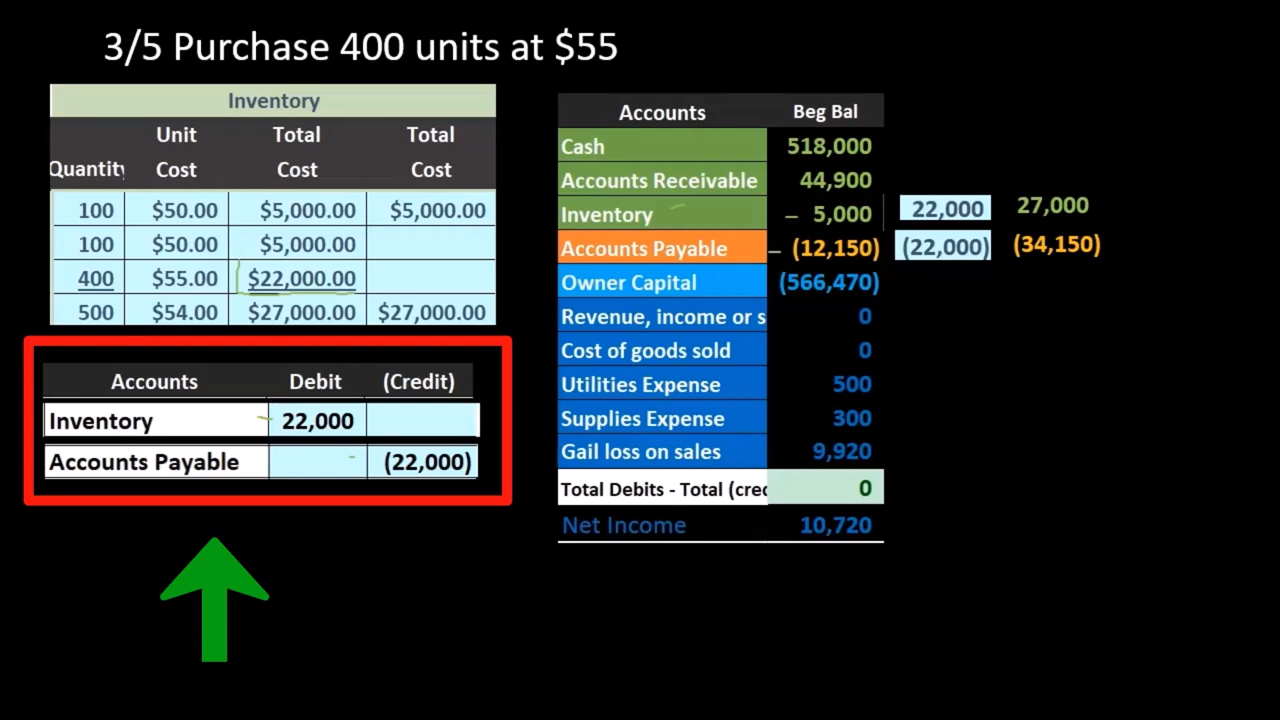 3/5 Purchase 400 units at $55
Inventory
Quantity Unit Cost Total Cost Total Cost
100 $50.00 $5,000.00 $5,000.00
100 $50.00 $5,000.00
400 $55.00 $22,000.00
500 $54.00 $27,000.00 $27,000.00
Accounts Debit (Credit)
Inventory 22,000
Accounts Payable (22,000)
Accounts Beg Bal
Cash 518,000
Accounts Receivable 44,900
Inventory 5,000 22,000 27,000
Accounts Payable (12,150) (22,000) (34,150)
Owner Capital (566,470)
Revenue, income or s 0
Cost of goods sold 0
Utilities Expense 500
Supplies Expense 300
Gail loss on sales 9,920
Total Debits - Total (cred 0
Net Income 10,720